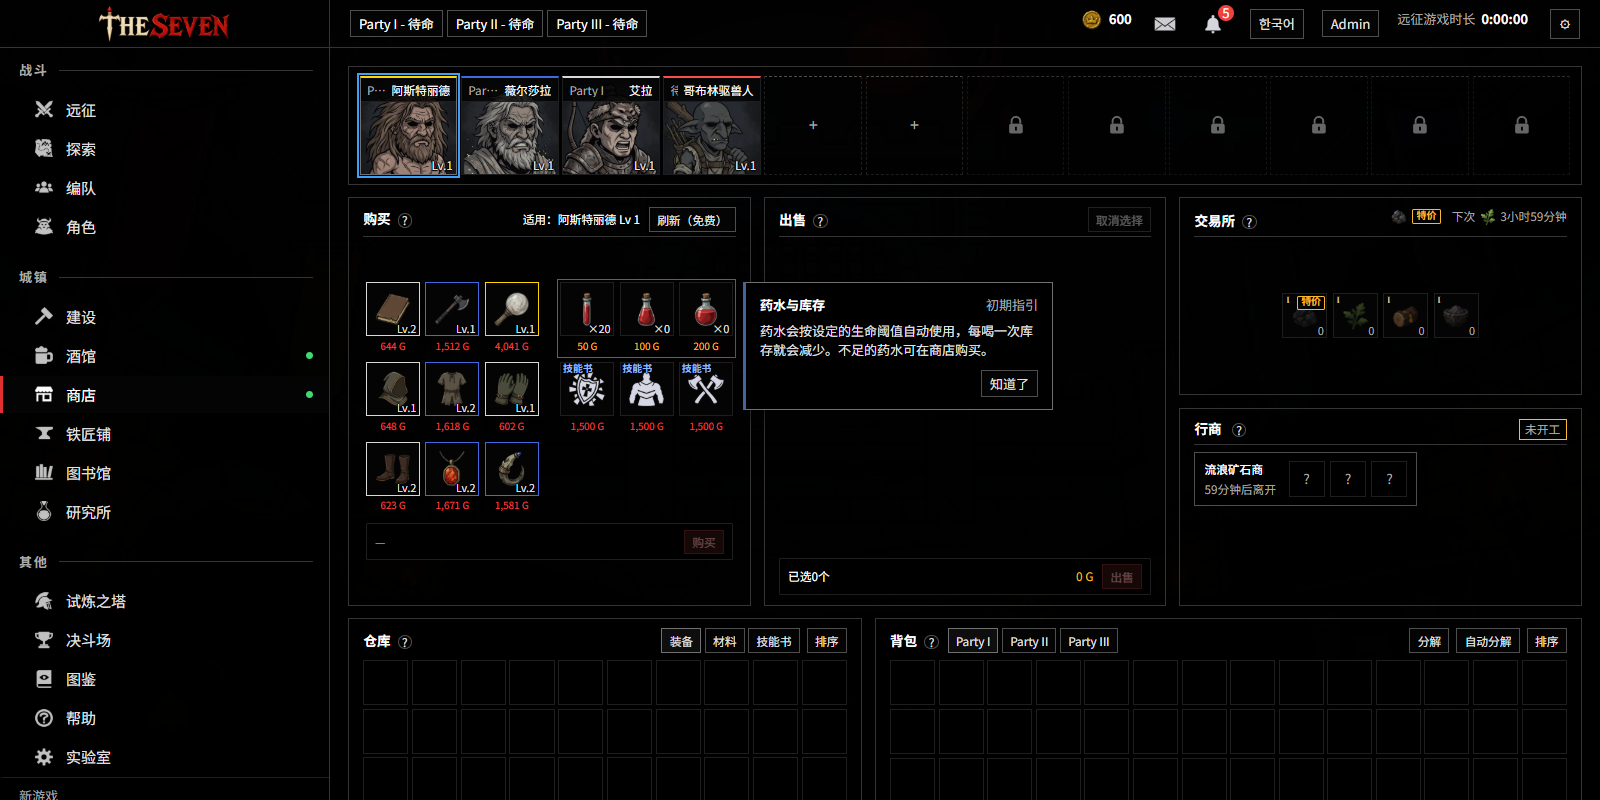 THE SEVEN
Party I - 待命
Party II - 待命
Party III - 待命
600
5
한국어
Admin
远征游戏时长 0:00:00
战斗
远征
探索
编队
角色
城镇
建设
酒馆
商店
铁匠铺
图书馆
研究所
其他
试炼之塔
决斗场
图鉴
帮助
实验室
新游戏
P··· 阿斯特丽德
Lv.1
Par··· 薇尔莎拉
Lv.1
Party I 艾拉
Lv.1
哥布林驱兽人
Lv.1
+
+
购买 ?
适用：阿斯特丽德 Lv 1
刷新（免费）
Lv.2
Lv.1
Lv.1
×20
×0
×0
644 G
1,512 G
4,041 G
50 G
100 G
200 G
Lv.1
Lv.2
Lv.1
技能书
技能书
技能书
648 G
1,618 G
602 G
1,500 G
1,500 G
1,500 G
Lv.2
Lv.2
Lv.2
623 G
1,671 G
1,581 G
—
购买
出售 ?
取消选择
药水与库存
初期指引
药水会按设定的生命阈值自动使用，每喝一次库
存就会减少。不足的药水可在商店购买。
知道了
已选0个
0 G
出售
交易所 ?
特价
下次
3小时59分钟
I 特价 0
I 0
I 0
I 0
行商 ?
未开工
流浪矿石商
59分钟后离开
?
?
?
仓库 ?
装备
材料
技能书
排序
背包 ?
Party I
Party II
Party III
分解
自动分解
排序